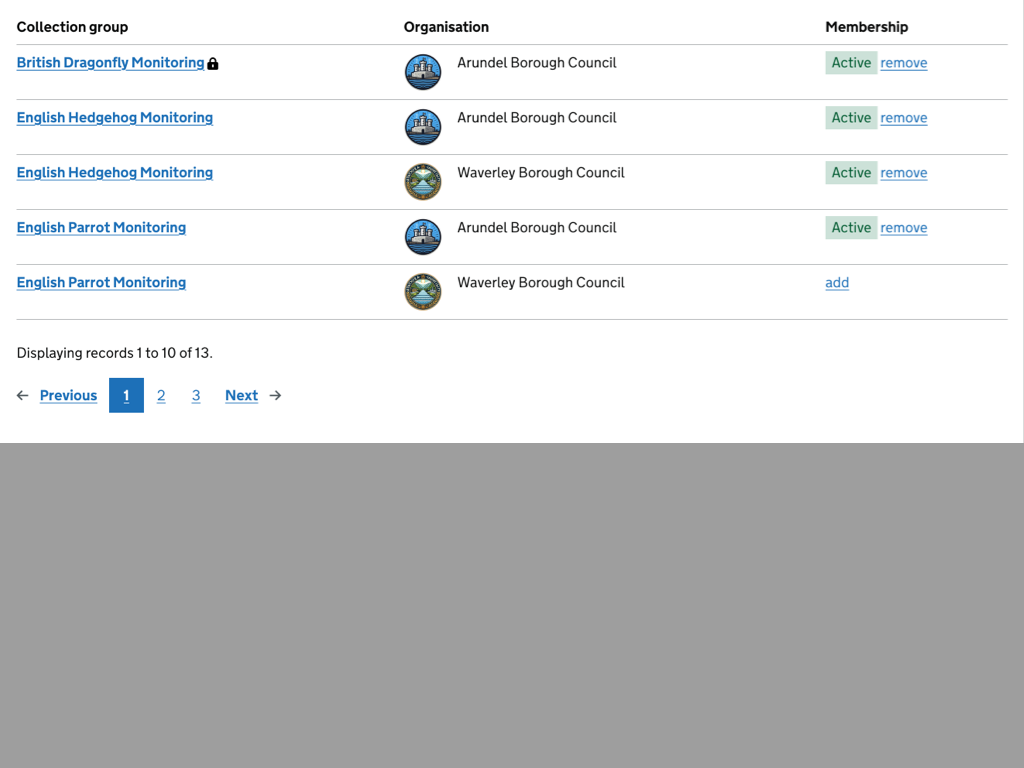 Collection group Organisation Membership
British Dragonfly Monitoring Arundel Borough Council Active remove
English Hedgehog Monitoring Arundel Borough Council Active remove
English Hedgehog Monitoring Waverley Borough Council Active remove
English Parrot Monitoring Arundel Borough Council Active remove
English Parrot Monitoring Waverley Borough Council add
Displaying records 1 to 10 of 13.
← Previous 1 2 3 Next →